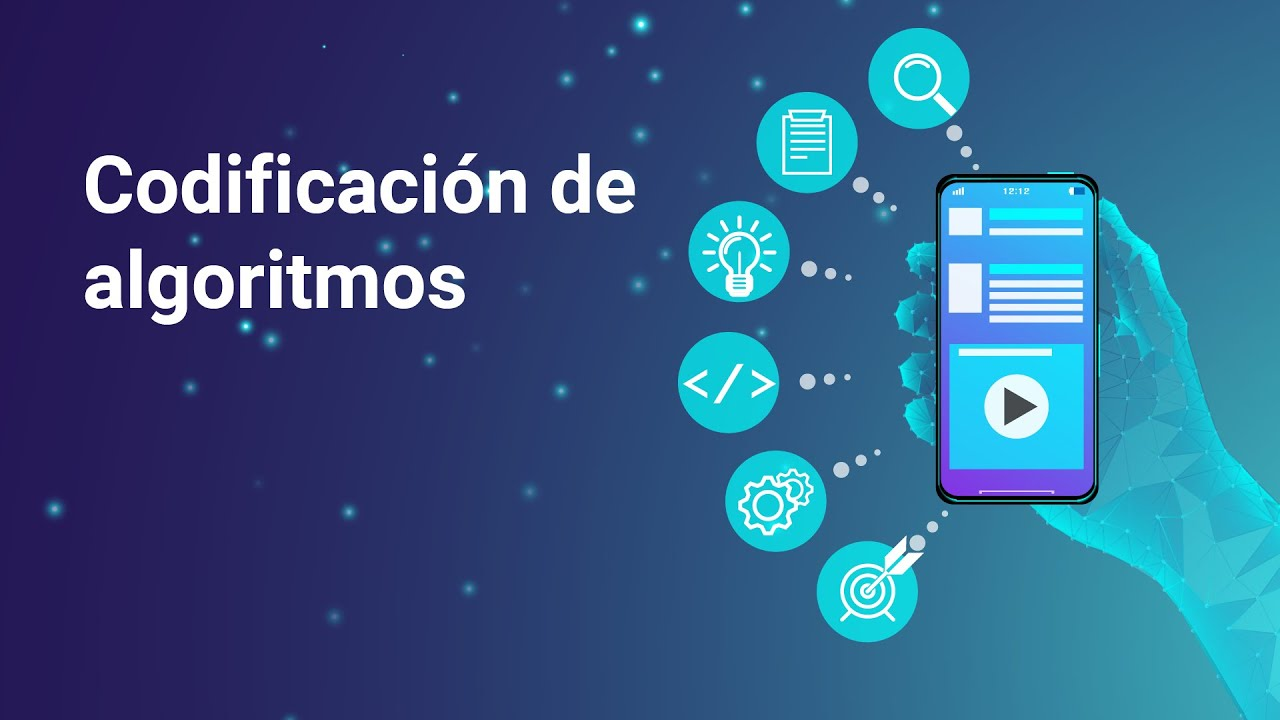 Codificación de
algoritmos
12:12
</>